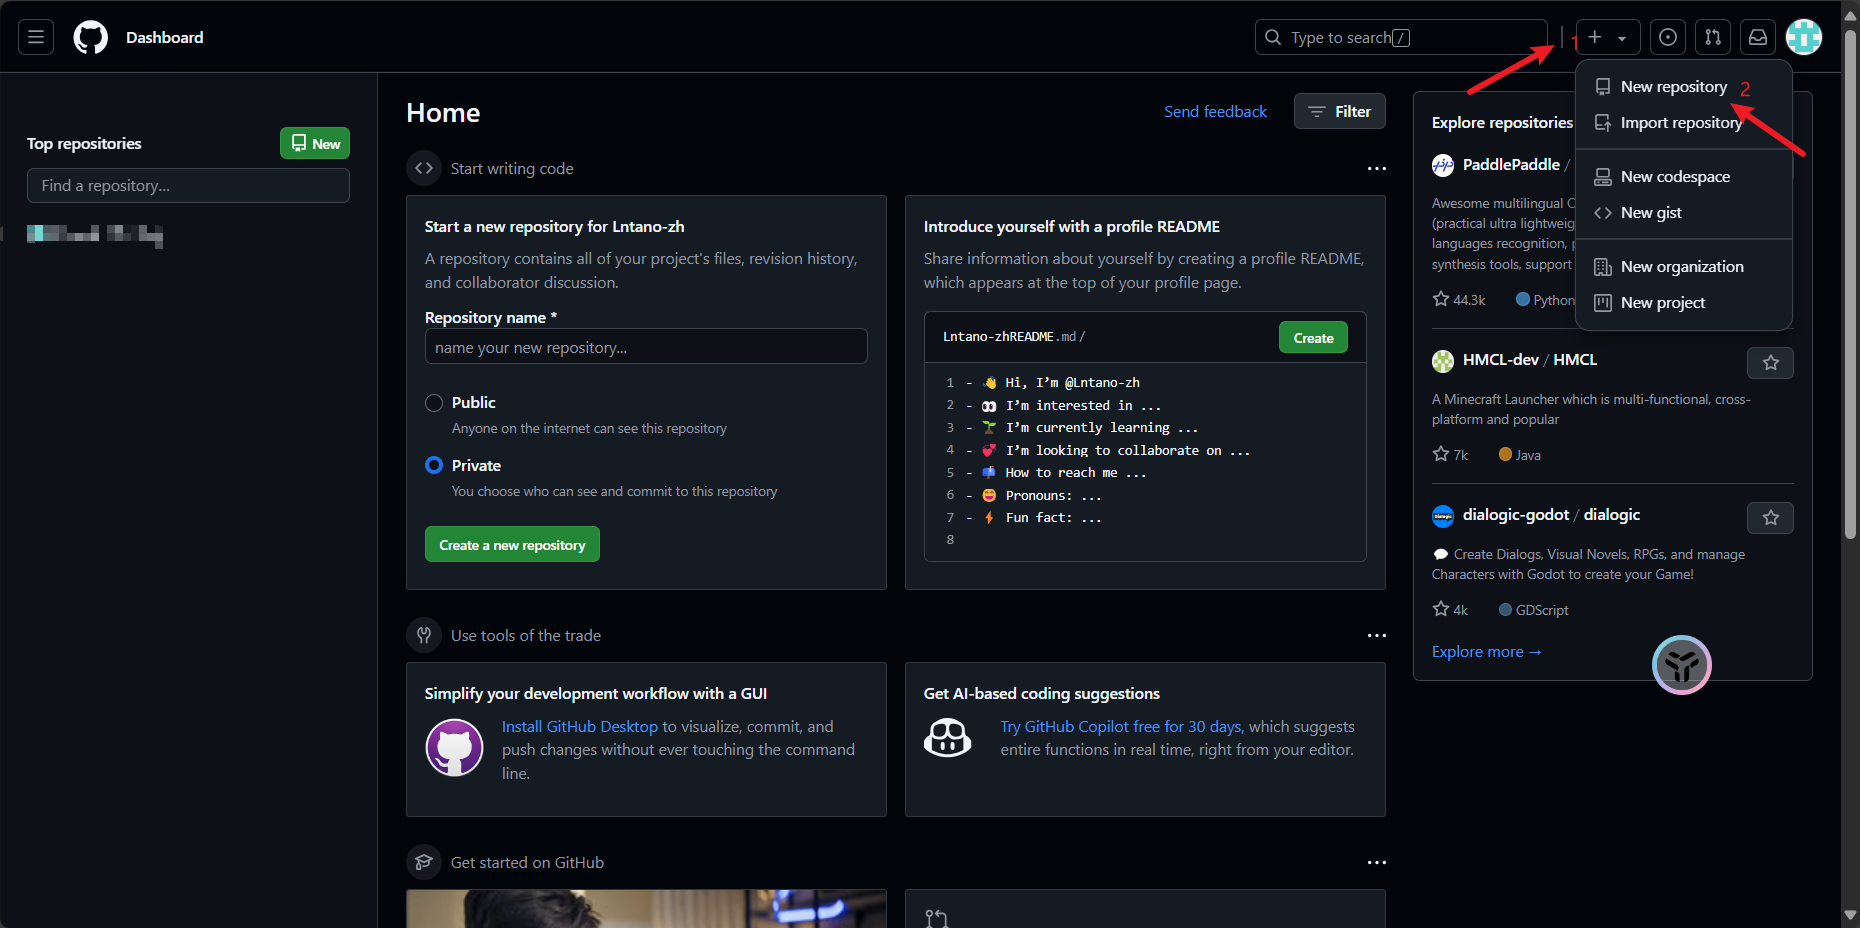 Dashboard
Type to search /
1
Top repositories
New
Find a repository...
Home
Send feedback
Filter
Start writing code
Start a new repository for Lntano-zh
A repository contains all of your project's files, revision history,
and collaborator discussion.
Repository name *
name your new repository...
Public
Anyone on the internet can see this repository
Private
You choose who can see and commit to this repository
Create a new repository
Introduce yourself with a profile README
Share information about yourself by creating a profile README,
which appears at the top of your profile page.
Lntano-zhREADME.md/
Create
1 - 👋 Hi, I’m @Lntano-zh
2 - 👀 I’m interested in ...
3 - 🌱 I’m currently learning ...
4 - 💞️ I’m looking to collaborate on ...
5 - 📫 How to reach me ...
6 - 😄 Pronouns: ...
7 - ⚡ Fun fact: ...
8
Use tools of the trade
Simplify your development workflow with a GUI
Install GitHub Desktop to visualize, commit, and
push changes without ever touching the command
line.
Get AI-based coding suggestions
Try GitHub Copilot free for 30 days, which suggests
entire functions in real time, right from your editor.
Get started on GitHub
New repository 2
Import repository
New codespace
New gist
New organization
New project
Explore repositories
PaddlePaddle /
Awesome multilingual
(practical ultra lightweig
languages recognition,
synthesis tools, support
44.3k Python
HMCL-dev / HMCL
A Minecraft Launcher which is multi-functional, cross-
platform and popular
7k Java
dialogic-godot / dialogic
💬 Create Dialogs, Visual Novels, RPGs, and manage
Characters with Godot to create your Game!
4k GDScript
Explore more →